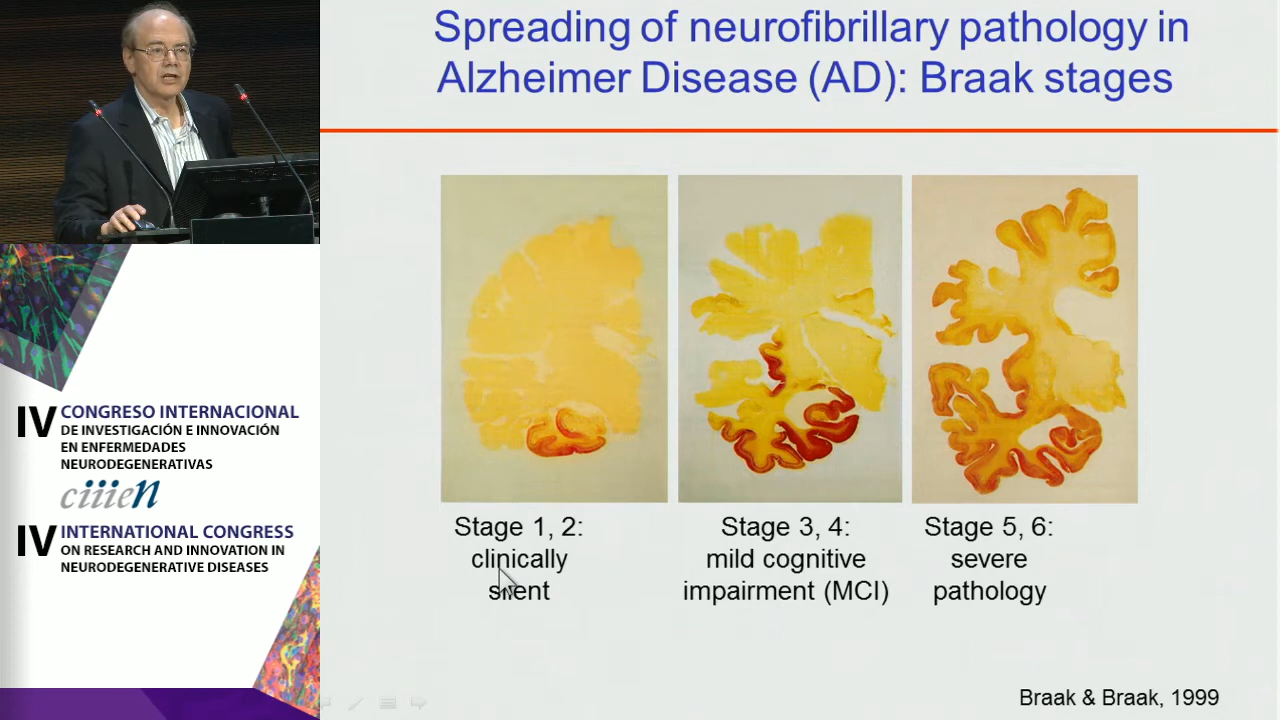 Spreading of neurofibrillary pathology in
Alzheimer Disease (AD): Braak stages
Stage 1, 2:
clinically
silent
Stage 3, 4:
mild cognitive
impairment (MCI)
Stage 5, 6:
severe
pathology
Braak & Braak, 1999
IV CONGRESO INTERNACIONAL
DE INVESTIGACIÓN E INNOVACIÓN
EN ENFERMEDADES
NEURODEGENERATIVAS
ciiien
IV INTERNATIONAL CONGRESS
ON RESEARCH AND INNOVATION IN
NEURODEGENERATIVE DISEASES